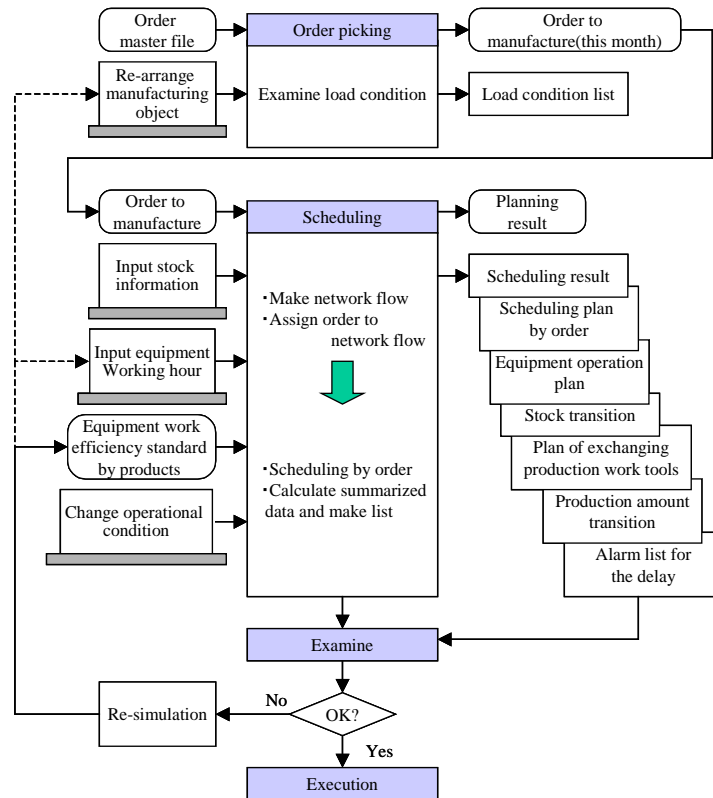 Order
master file
Order picking
Order to
manufacture(this month)
Re-arrange
manufacturing
object
Examine load condition
Load condition list
Order to
manufacture
Scheduling
Planning
result
Input stock
information
・Make network flow
・Assign order to
network flow
Scheduling result
Scheduling plan
by order
Input equipment
Working hour
Equipment operation
plan
Stock transition
Equipment work
efficiency standard
by products
・Scheduling by order
・Calculate summarized
data and make list
Plan of exchanging
production work tools
Change operational
condition
Production amount
transition
Alarm list for
the delay
Examine
Re-simulation
No
OK?
Yes
Execution